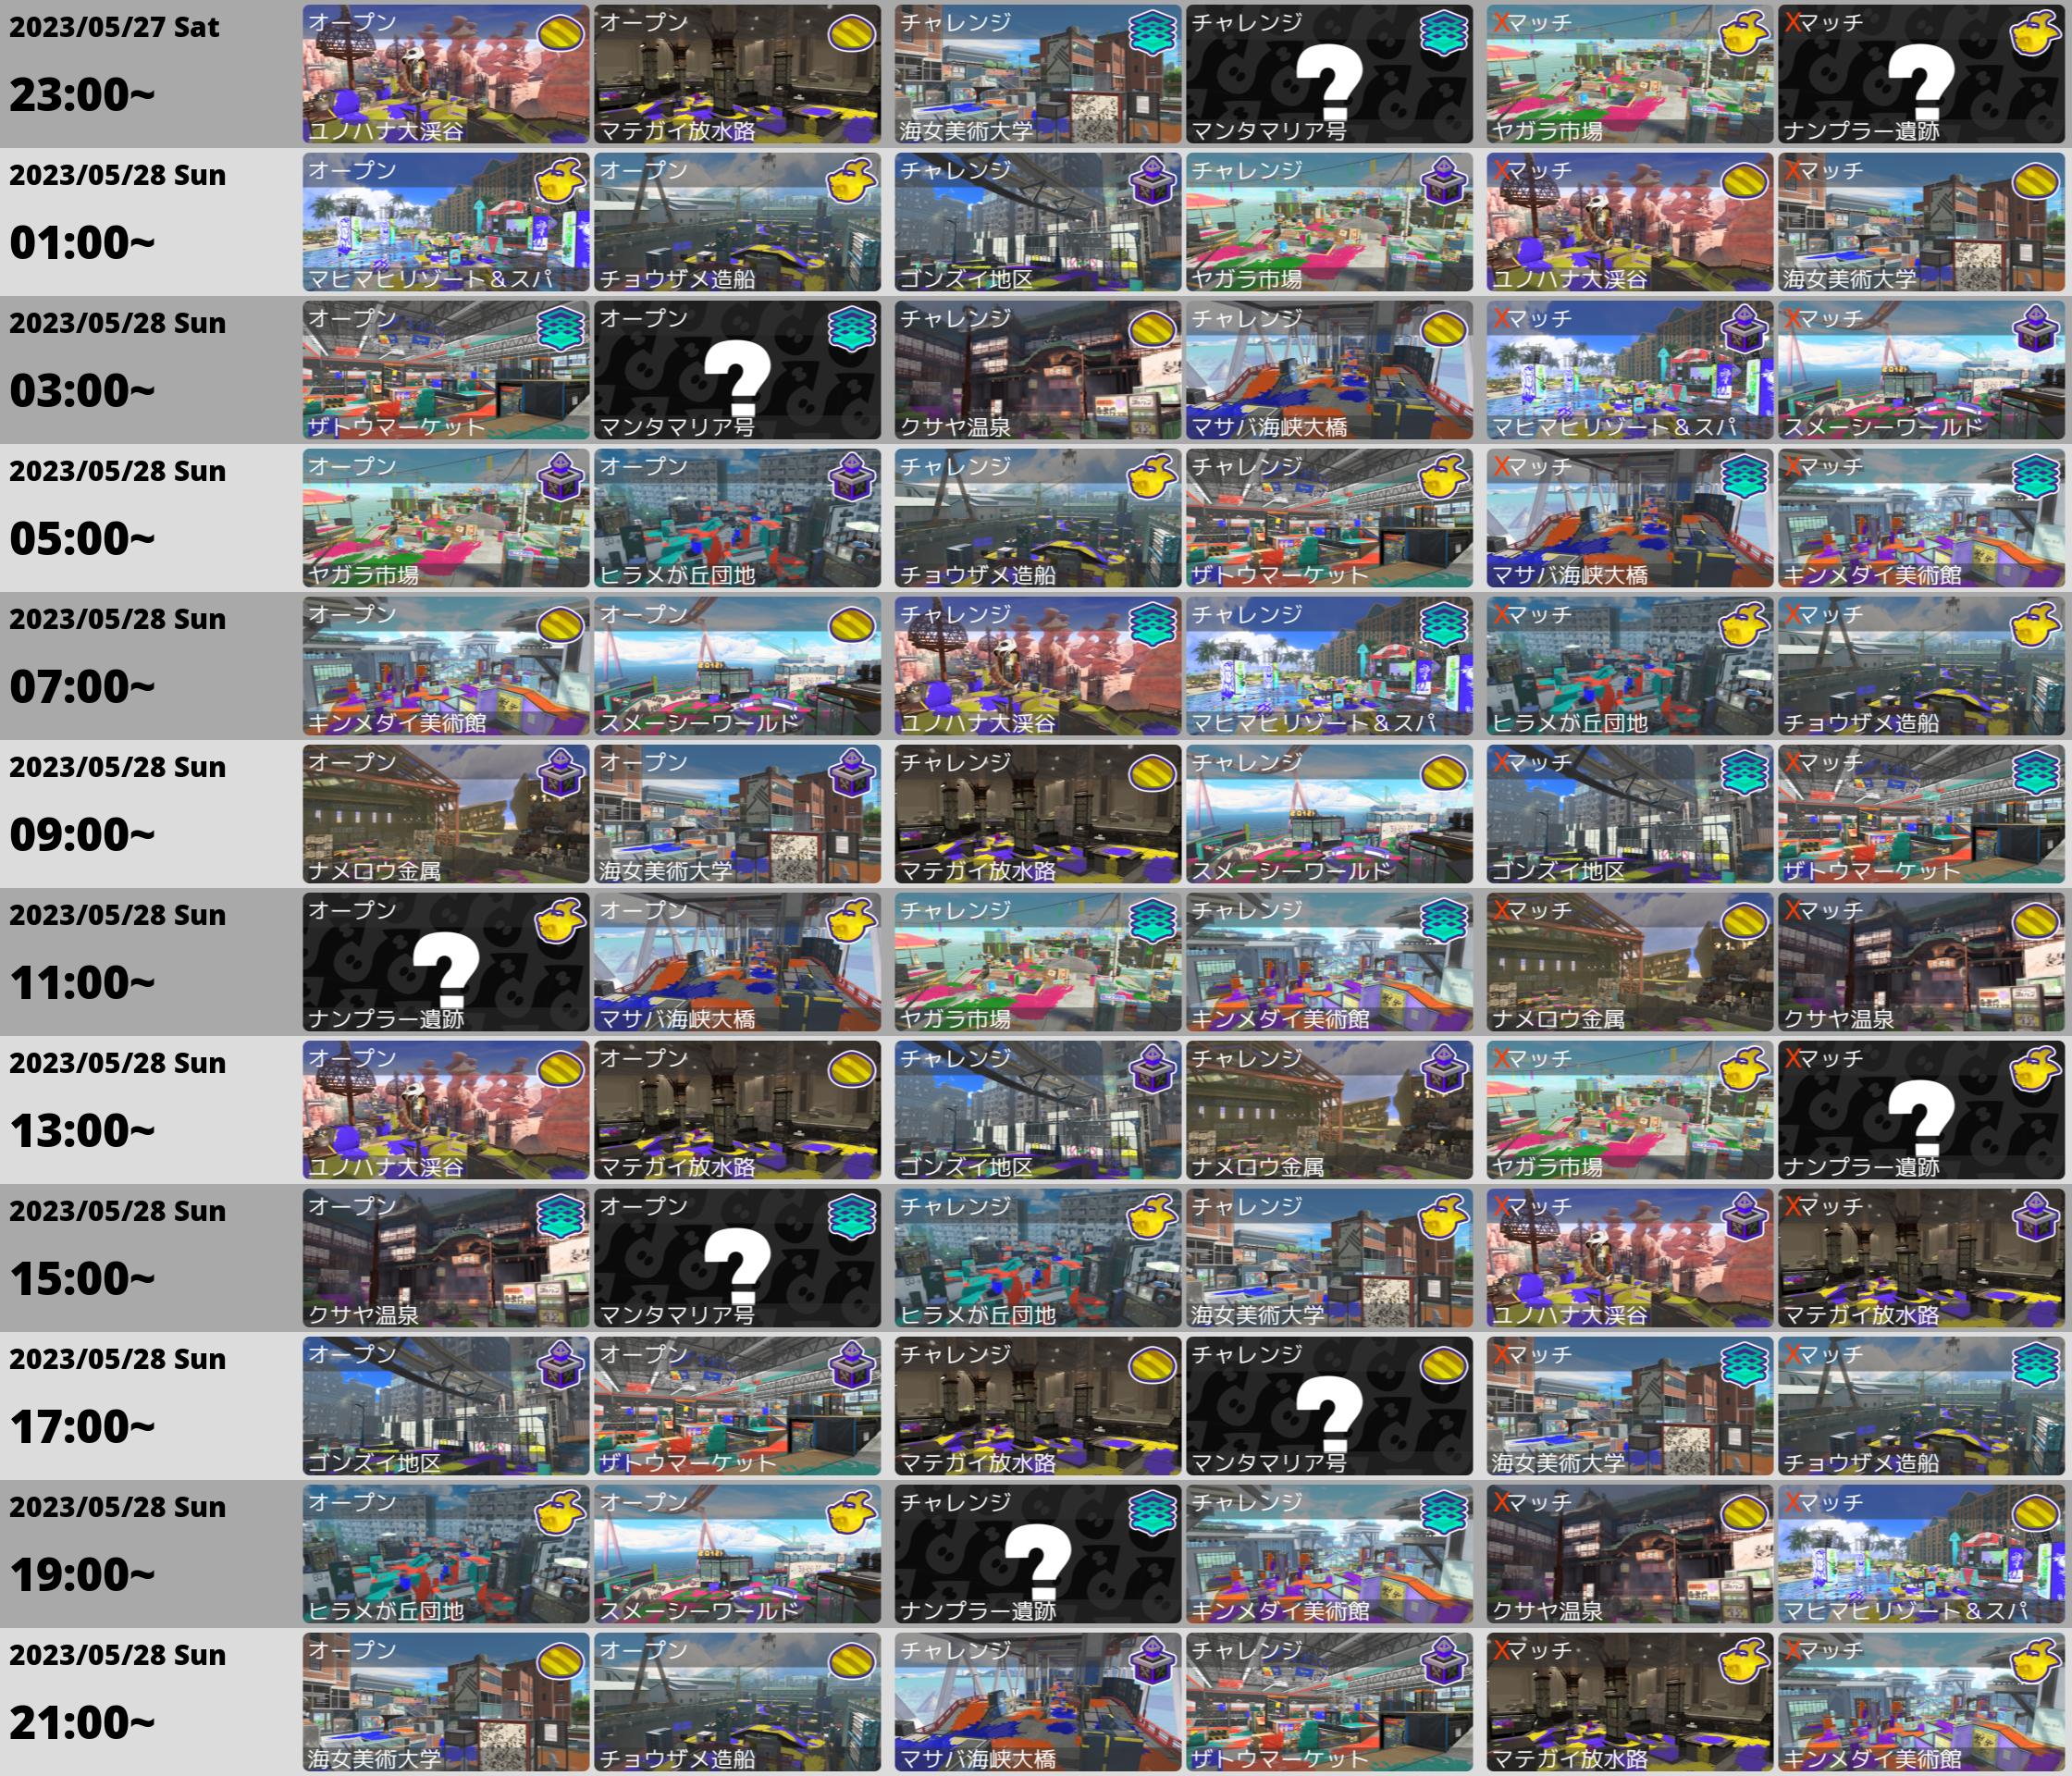 2023/05/27 Sat
23:00~
オープン オープン チャレンジ チャレンジ Xマッチ Xマッチ
ユノハナ大渓谷 マテガイ放水路 海女美術大学 マンタマリア号 ヤガラ市場 ナンプラー遺跡
2023/05/28 Sun
01:00~
オープン オープン チャレンジ チャレンジ Xマッチ Xマッチ
マヒマヒリゾート＆スパ チョウザメ造船 ゴンズイ地区 ヤガラ市場 ユノハナ大渓谷 海女美術大学
2023/05/28 Sun
03:00~
オープン オープン チャレンジ チャレンジ Xマッチ Xマッチ
ザトウマーケット マンタマリア号 クサヤ温泉 マサバ海峡大橋 マヒマヒリゾート＆スパ スメーシーワールド
2023/05/28 Sun
05:00~
オープン オープン チャレンジ チャレンジ Xマッチ Xマッチ
ヤガラ市場 ヒラメが丘団地 チョウザメ造船 ザトウマーケット マサバ海峡大橋 キンメダイ美術館
2023/05/28 Sun
07:00~
オープン オープン チャレンジ チャレンジ Xマッチ Xマッチ
キンメダイ美術館 スメーシーワールド ユノハナ大渓谷 マヒマヒリゾート＆スパ ヒラメが丘団地 チョウザメ造船
2023/05/28 Sun
09:00~
オープン オープン チャレンジ チャレンジ Xマッチ Xマッチ
ナメロウ金属 海女美術大学 マテガイ放水路 スメーシーワールド ゴンズイ地区 ザトウマーケット
2023/05/28 Sun
11:00~
オープン オープン チャレンジ チャレンジ Xマッチ Xマッチ
ナンプラー遺跡 マサバ海峡大橋 ヤガラ市場 キンメダイ美術館 ナメロウ金属 クサヤ温泉
2023/05/28 Sun
13:00~
オープン オープン チャレンジ チャレンジ Xマッチ Xマッチ
ユノハナ大渓谷 マテガイ放水路 ゴンズイ地区 ナメロウ金属 ヤガラ市場 ナンプラー遺跡
2023/05/28 Sun
15:00~
オープン オープン チャレンジ チャレンジ Xマッチ Xマッチ
クサヤ温泉 マンタマリア号 ヒラメが丘団地 海女美術大学 ユノハナ大渓谷 マテガイ放水路
2023/05/28 Sun
17:00~
オープン オープン チャレンジ チャレンジ Xマッチ Xマッチ
ゴンズイ地区 ザトウマーケット マテガイ放水路 マンタマリア号 海女美術大学 チョウザメ造船
2023/05/28 Sun
19:00~
オープン オープン チャレンジ チャレンジ Xマッチ Xマッチ
ヒラメが丘団地 スメーシーワールド ナンプラー遺跡 キンメダイ美術館 クサヤ温泉 マヒマヒリゾート＆スパ
2023/05/28 Sun
21:00~
オープン オープン チャレンジ チャレンジ Xマッチ Xマッチ
海女美術大学 チョウザメ造船 マサバ海峡大橋 ザトウマーケット マテガイ放水路 キンメダイ美術館